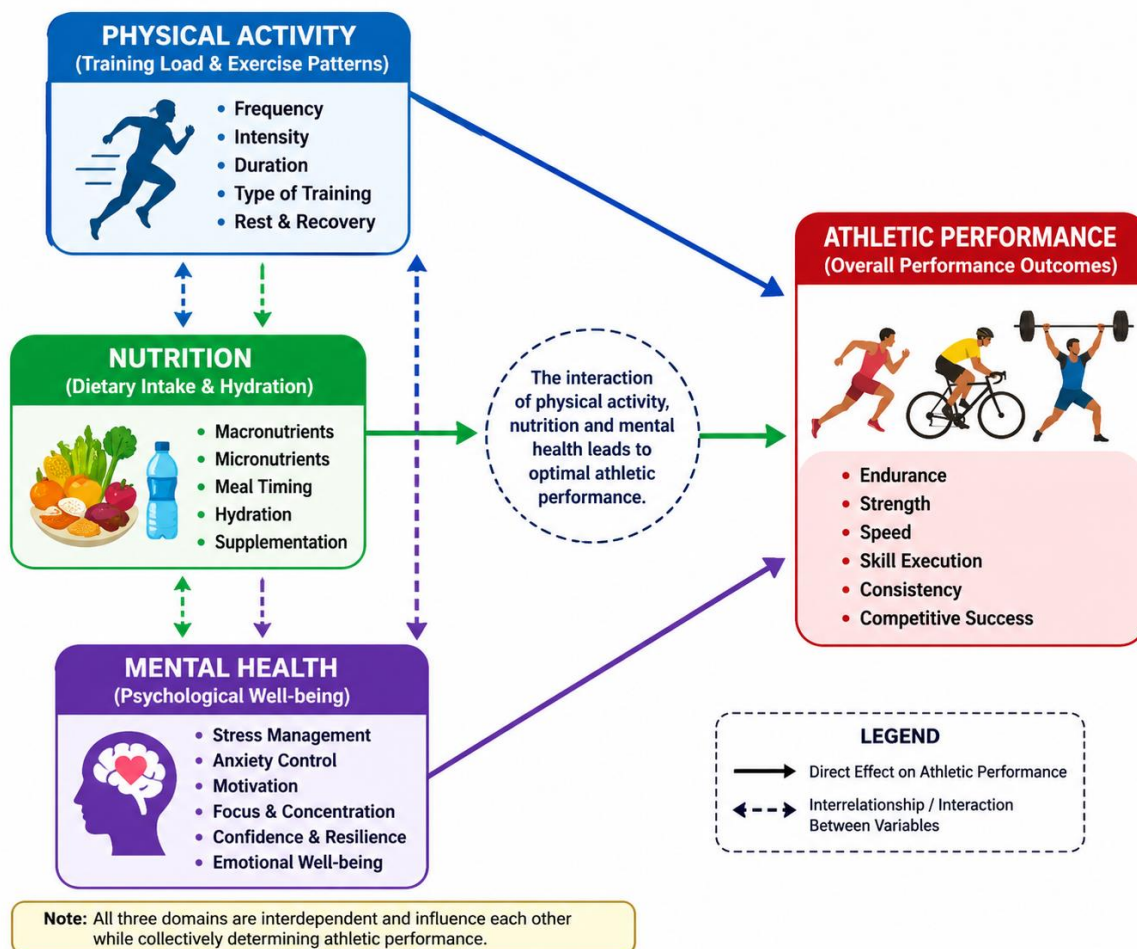 PHYSICAL ACTIVITY
(Training Load & Exercise Patterns)
• Frequency
• Intensity
• Duration
• Type of Training
• Rest & Recovery
NUTRITION
(Dietary Intake & Hydration)
• Macronutrients
• Micronutrients
• Meal Timing
• Hydration
• Supplementation
MENTAL HEALTH
(Psychological Well-being)
• Stress Management
• Anxiety Control
• Motivation
• Focus & Concentration
• Confidence & Resilience
• Emotional Well-being
The interaction
of physical activity,
nutrition and mental
health leads to
optimal athletic
performance.
ATHLETIC PERFORMANCE
(Overall Performance Outcomes)
• Endurance
• Strength
• Speed
• Skill Execution
• Consistency
• Competitive Success
LEGEND
Direct Effect on Athletic Performance
Interrelationship / Interaction
Between Variables
Note: All three domains are interdependent and influence each other
while collectively determining athletic performance.